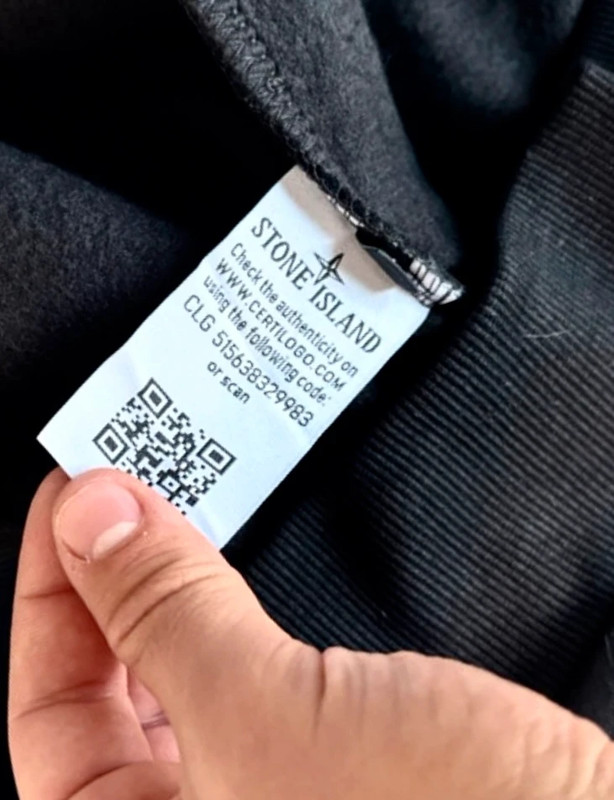 STONE ISLAND
Check the authenticity on
WWW.CERTILOGO.COM
using the following code:
CLG 515638329983
or scan